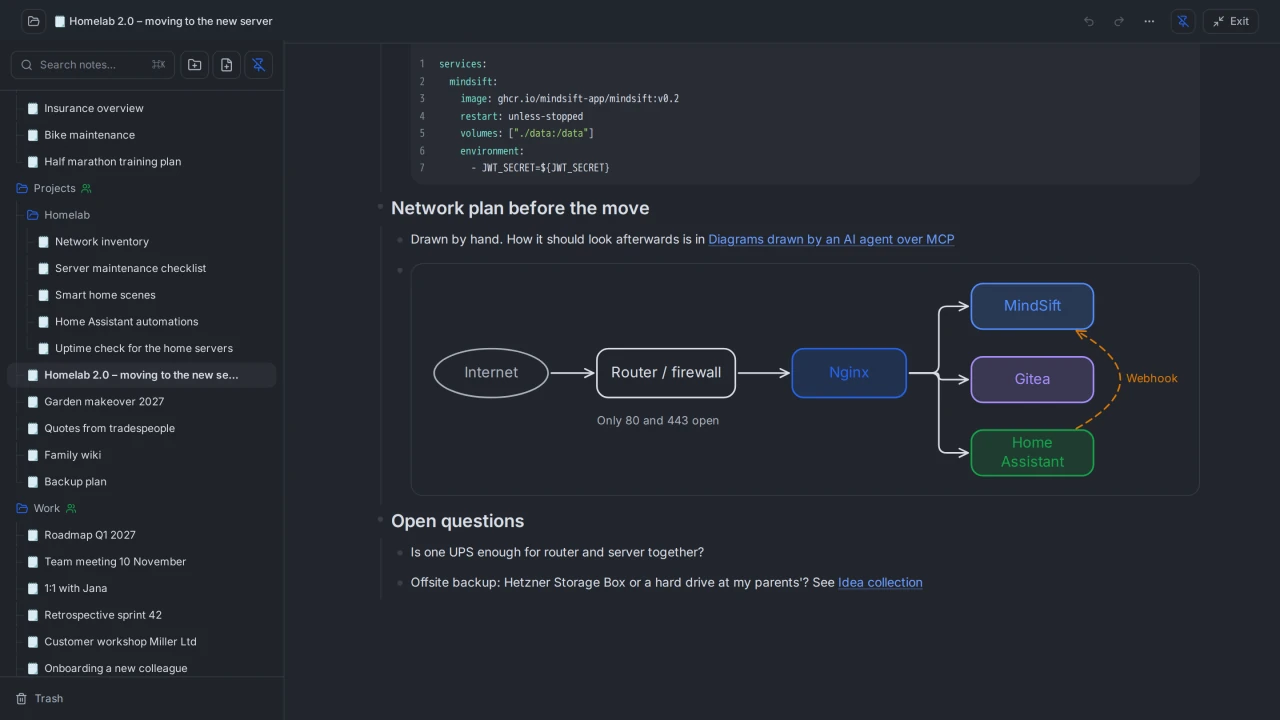 Homelab 2.0 – moving to the new server
Exit
Search notes...
⌘K
Insurance overview
Bike maintenance
Half marathon training plan
Projects
Homelab
Network inventory
Server maintenance checklist
Smart home scenes
Home Assistant automations
Uptime check for the home servers
Homelab 2.0 – moving to the new se...
Garden makeover 2027
Quotes from tradespeople
Family wiki
Backup plan
Work
Roadmap Q1 2027
Team meeting 10 November
1:1 with Jana
Retrospective sprint 42
Customer workshop Miller Ltd
Onboarding a new colleague
Trash
1 services:
2 mindsift:
3 image: ghcr.io/mindsift-app/mindsift:v0.2
4 restart: unless-stopped
5 volumes: ["./data:/data"]
6 environment:
7 - JWT_SECRET=${JWT_SECRET}
Network plan before the move
Drawn by hand. How it should look afterwards is in Diagrams drawn by an AI agent over MCP
Internet
Router / firewall
Only 80 and 443 open
Nginx
MindSift
Gitea
Home
Assistant
Webhook
Open questions
Is one UPS enough for router and server together?
Offsite backup: Hetzner Storage Box or a hard drive at my parents'? See Idea collection